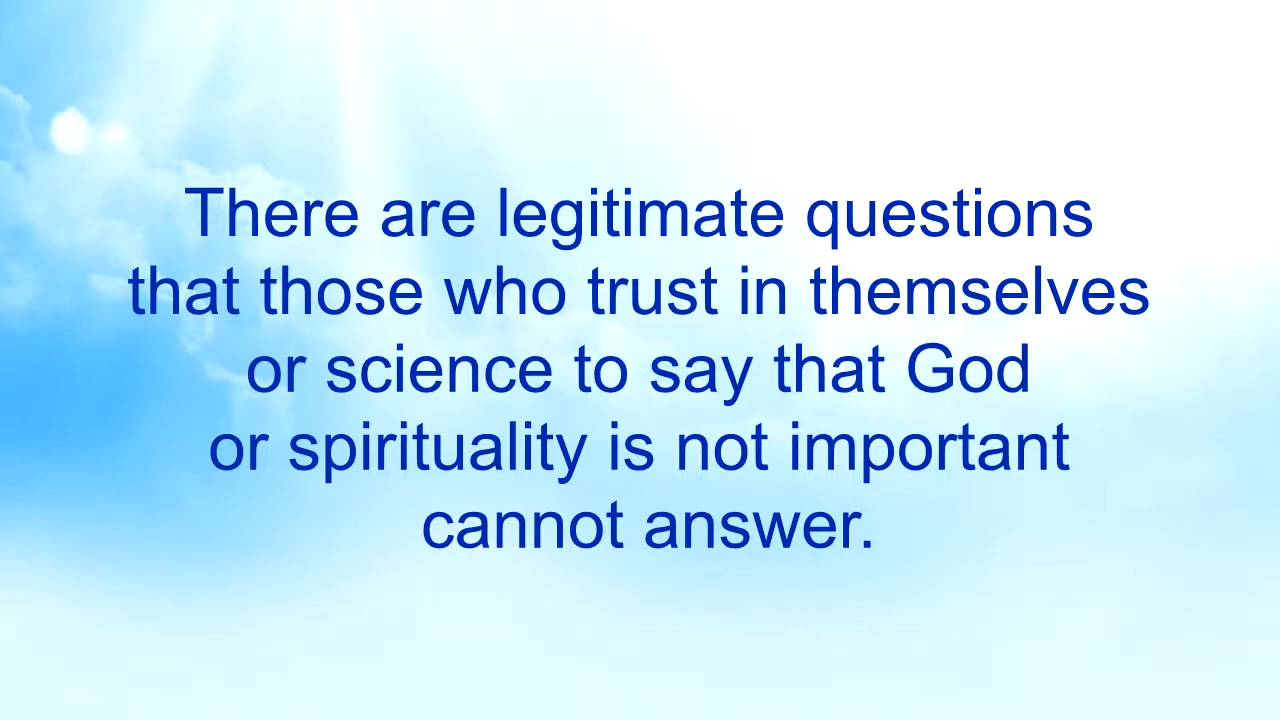 There are legitimate questions
that those who trust in themselves
or science to say that God
or spirituality is not important
cannot answer.